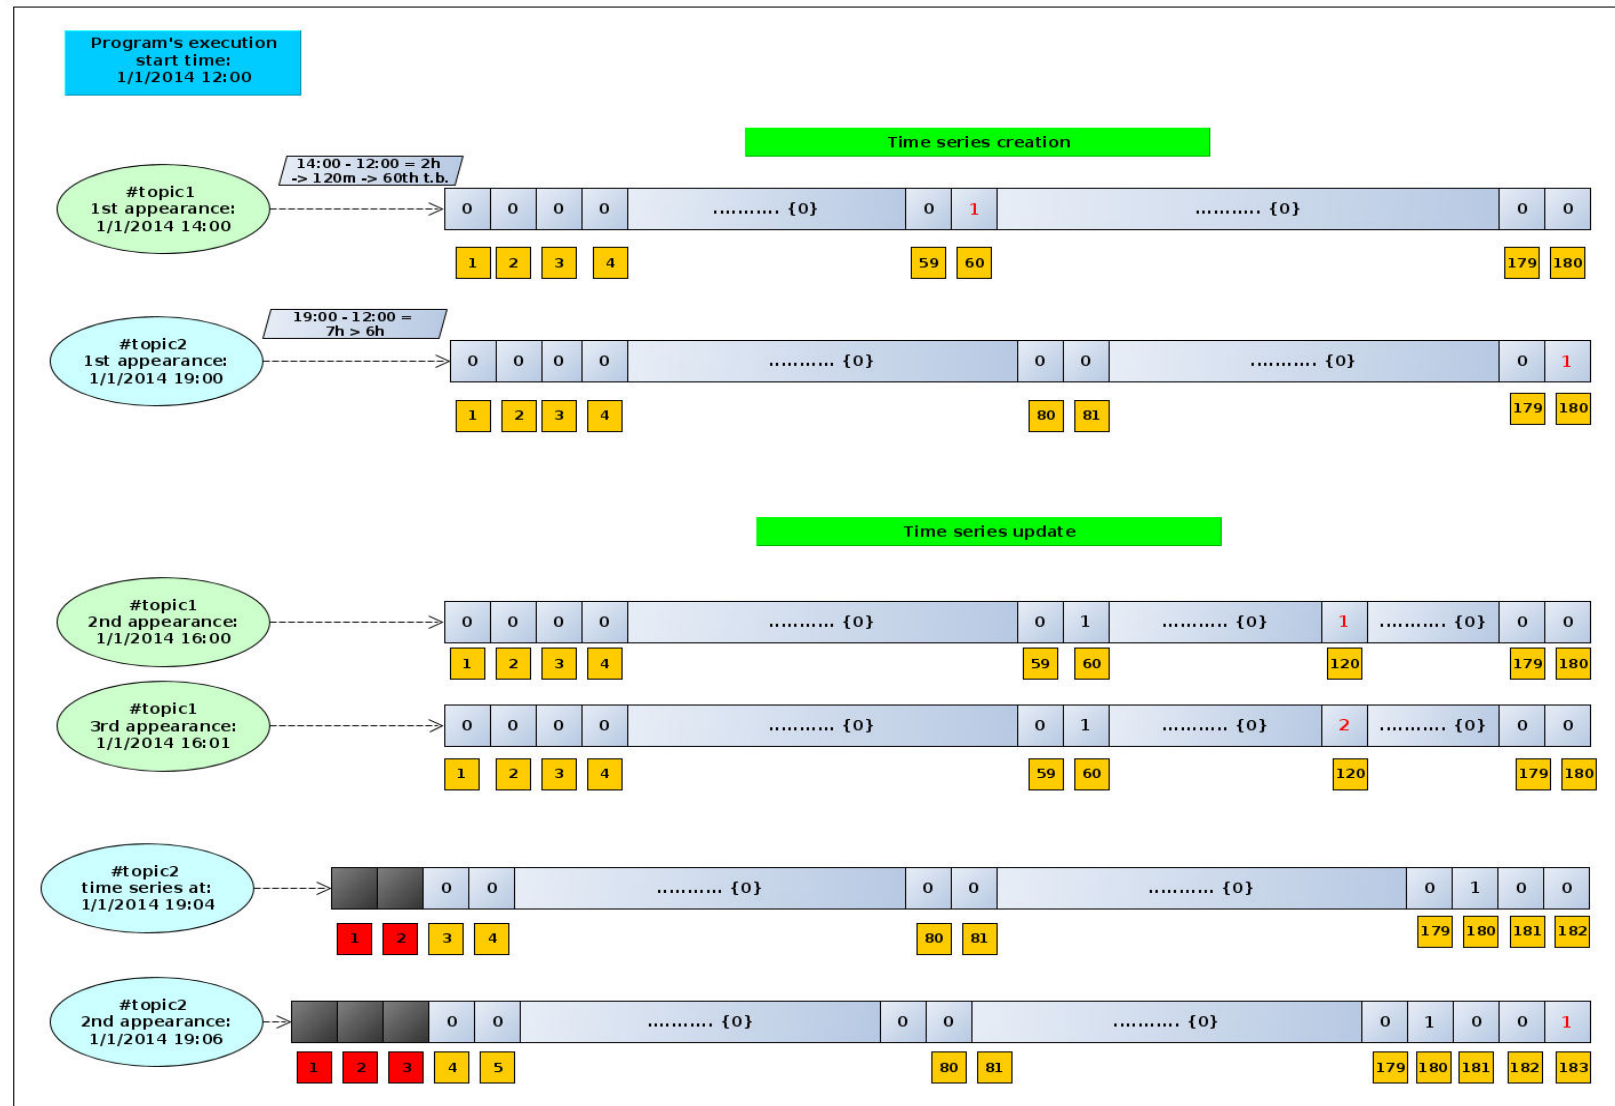 Program's execution
start time:
1/1/2014 12:00
Time series creation
14:00 - 12:00 = 2h
-> 120m -> 60th t.b.
#topic1
1st appearance:
1/1/2014 14:00
0 0 0 0 .......... {0} 0 1 ........... {0} 0 0
1 2 3 4 59 60 179 180
19:00 - 12:00 =
7h > 6h
#topic2
1st appearance:
1/1/2014 19:00
0 0 0 0 ........... {0} 0 0 ........... {0} 0 1
1 2 3 4 80 81 179 180
Time series update
#topic1
2nd appearance:
1/1/2014 16:00
0 0 0 0 ........... {0} 0 1 ........... {0} 1 .......... {0} 0 0
1 2 3 4 59 60 120 179 180
#topic1
3rd appearance:
1/1/2014 16:01
0 0 0 0 ........... {0} 0 1 ........... {0} 2 .......... {0} 0 0
1 2 3 4 59 60 120 179 180
#topic2
time series at:
1/1/2014 19:04
0 0 ........... {0} 0 0 ........... {0} 0 1 0 0
1 2 3 4 80 81 179 180 181 182
#topic2
2nd appearance:
1/1/2014 19:06
0 0 ........... {0} 0 0 ........... {0} 0 1 0 0 1
1 2 3 4 5 80 81 179 180 181 182 183